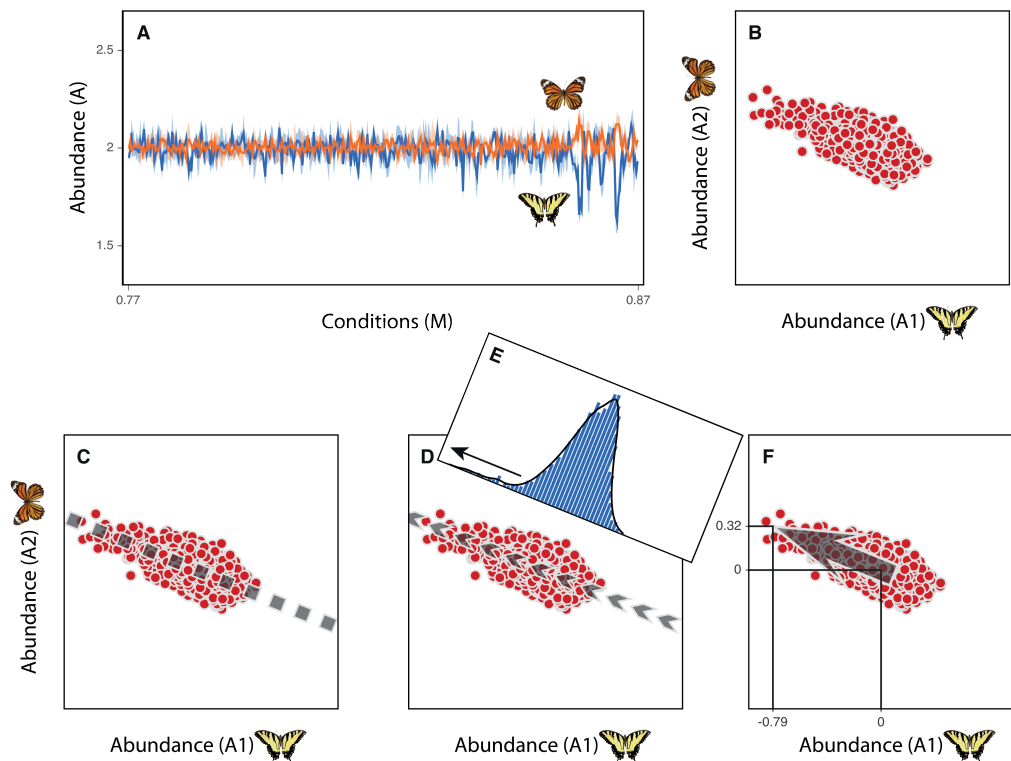 A
2.5
2
1.5
Abundance (A)
0.77
0.87
Conditions (M)
B
Abundance (A2)
Abundance (A1)
C
Abundance (A2)
Abundance (A1)
D
E
Abundance (A1)
F
0.32
0
-0.79
0
Abundance (A1)